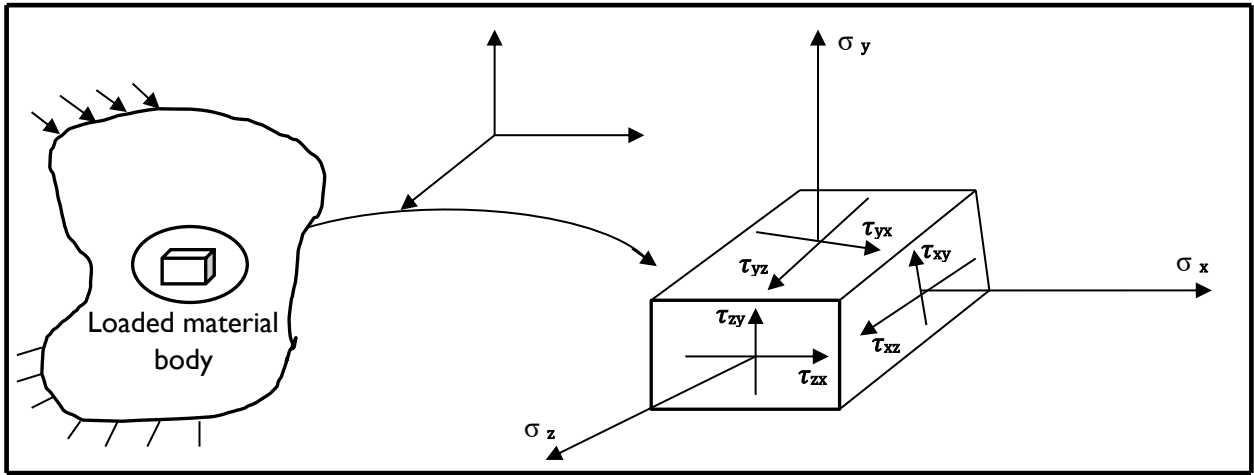 σ y
τyx
τxy
τyz
σ x
Loaded material
body
τzy
τxz
τzx
σ z